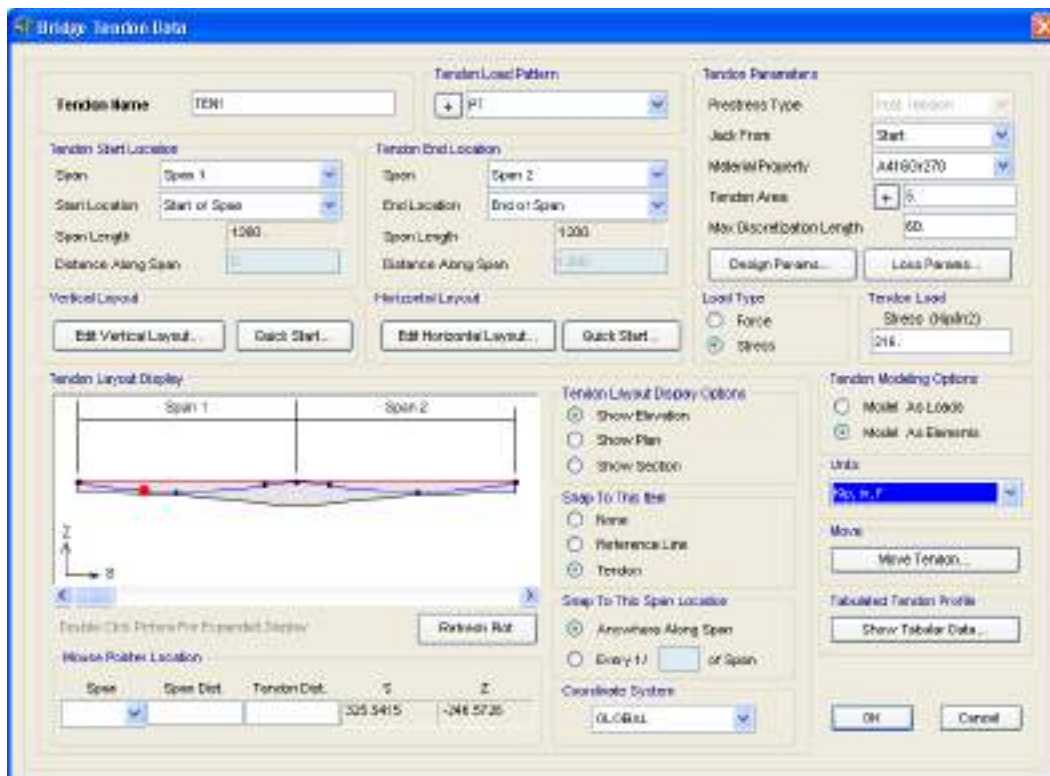 Bridge Tendon Data
Tendon Name
TEN1
Tendon Load Pattern
+
PT
Tendon Parameters
Prestress Type
Post Tension
Jack From
Start
Material Property
A416Gr270
Tendon Area
+
5.
Max Discretization Length
60.
Design Params...
Loss Params...
Tendon Start Location
Span
Span 1
Start Location
Start of Span
Span Length
Distance Along Span
Tendon End Location
Span
Span 2
End Location
End of Span
Span Length
1200.
Distance Along Span
Vertical Layout
Edit Vertical Layout...
Quick Start...
Horizontal Layout
Edit Horizontal Layout...
Quick Start...
Load Type
Force
Stress
Tendon Load
Stress (Kip/in2)
216.
Tendon Layout Display
Span 1
Span 2
Z
S
Double Click Picture For Expanded Display
Refresh Plot
Mouse Pointer Location
Span
Span Dist.
Tendon Dist.
S
Z
325.5415
-246.5726
Tendon Layout Display Options
Show Elevation
Show Plan
Show Section
Snap To This Item
None
Reference Line
Tendon
Snap To This Span Location
Anywhere Along Span
Every 1/
of Span
Coordinate System
GLOBAL
Tendon Modeling Options
Model As Loads
Model As Elements
Units
Kip, in, F
Move
Move Tendon...
Tabulated Tendon Profile
Show Tabular Data...
OK
Cancel